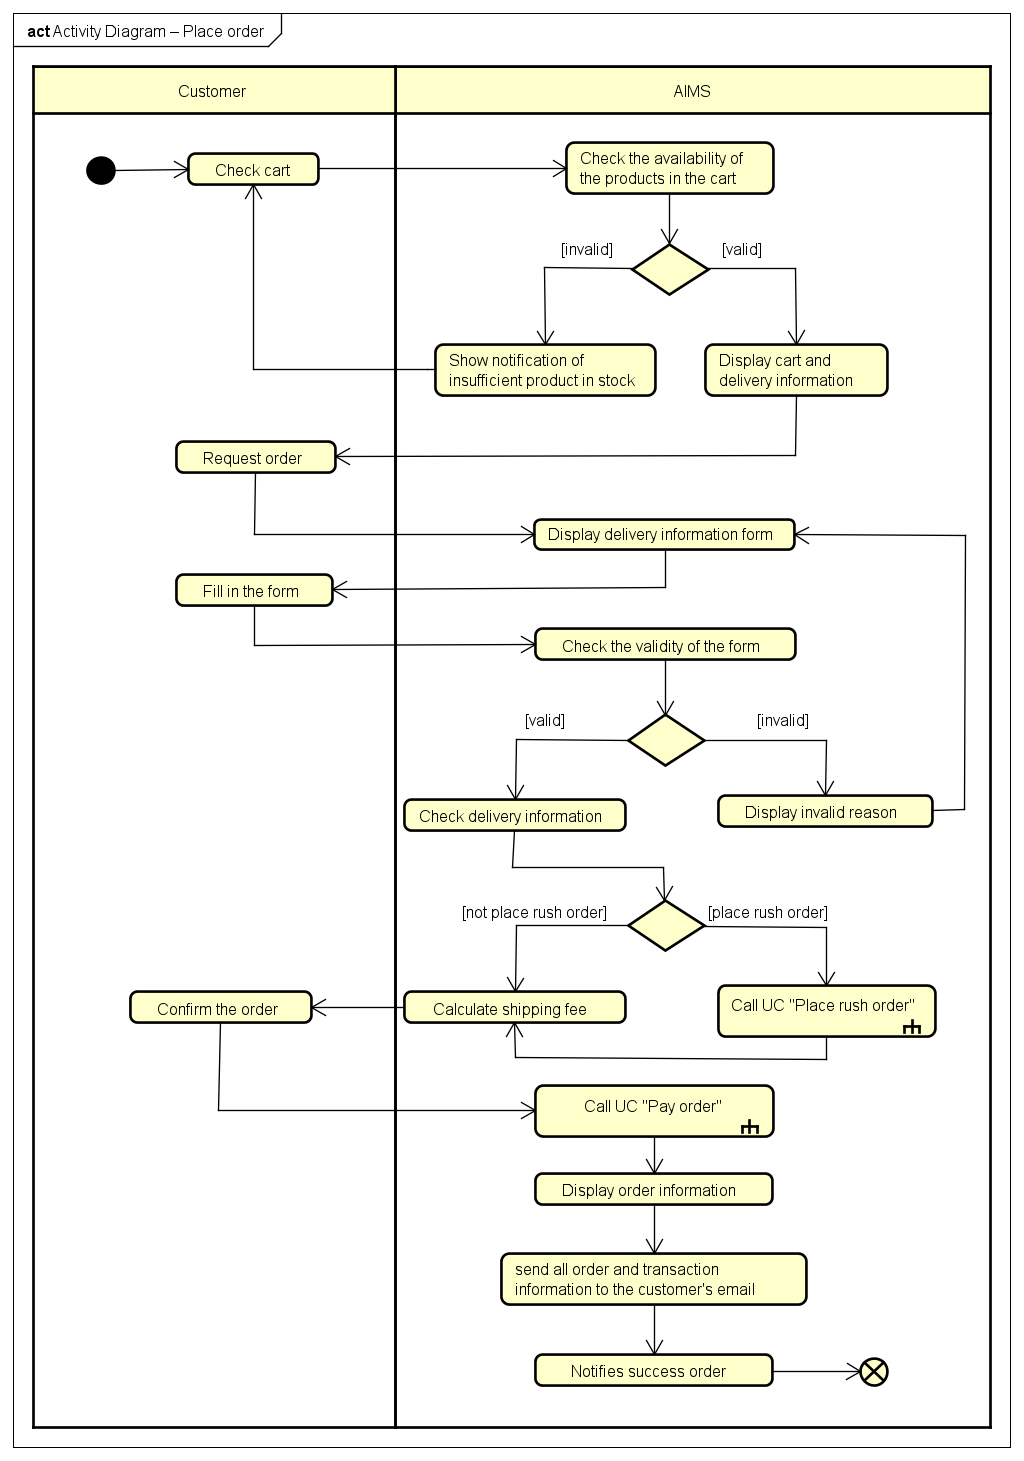 act Activity Diagram – Place order
Customer
AIMS
Check cart
Check the availability of
the products in the cart
[invalid]
[valid]
Show notification of
insufficient product in stock
Display cart and
delivery information
Request order
Display delivery information form
Fill in the form
Check the validity of the form
[valid]
[invalid]
Check delivery information
Display invalid reason
[not place rush order]
[place rush order]
Confirm the order
Calculate shipping fee
Call UC "Place rush order"
Call UC "Pay order"
Display order information
send all order and transaction
information to the customer's email
Notifies success order